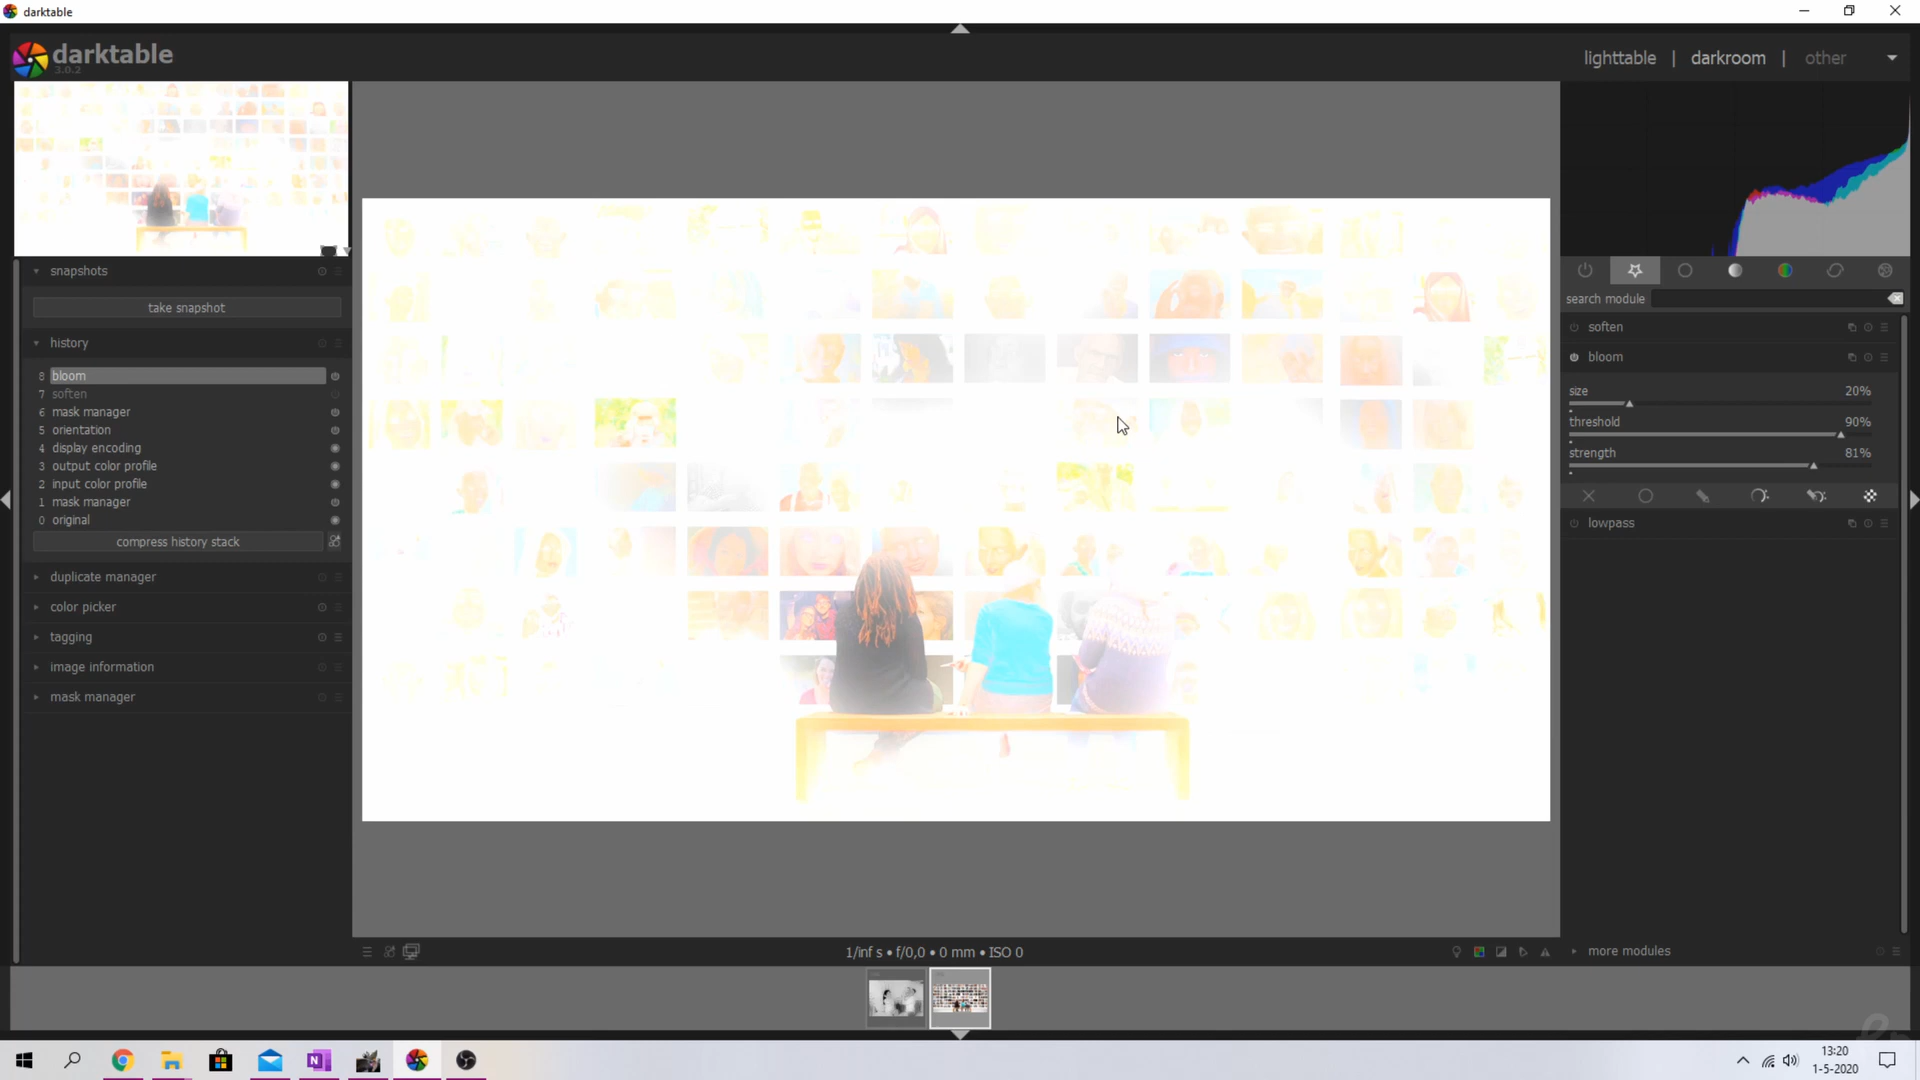 darktable
darktable
3.0.2
lighttable | darkroom | other
snapshots
take snapshot
history
8 bloom
7 soften
6 mask manager
5 orientation
4 display encoding
3 output color profile
2 input color profile
1 mask manager
0 original
compress history stack
duplicate manager
color picker
tagging
image information
mask manager
search module
soften
bloom
size 20%
threshold 90%
strength 81%
lowpass
1/inf s • f/0,0 • 0 mm • ISO 0
more modules
13:20
1-5-2020